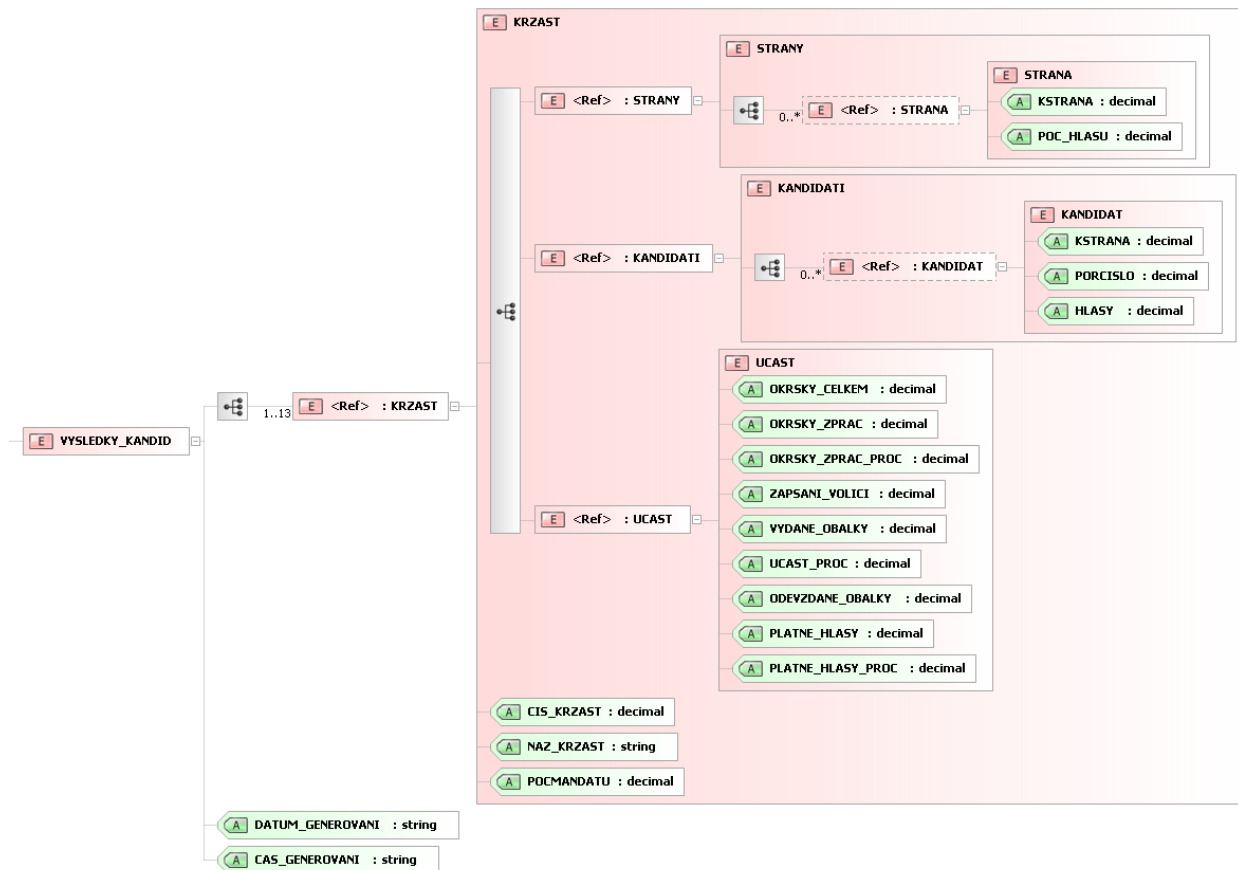 E KRZAST
E STRANY
E STRANA
E <Ref> : STRANY
0..* E <Ref> : STRANA
A KSTRANA : decimal
A POC_HLASU : decimal
E KANDIDATI
E KANDIDAT
E <Ref> : KANDIDATI
0..* E <Ref> : KANDIDAT
A KSTRANA : decimal
A PORCISLO : decimal
A HLASY : decimal
E UCAST
A OKRSKY_CELKEM : decimal
A OKRSKY_ZPRAC : decimal
A OKRSKY_ZPRAC_PROC : decimal
A ZAPSANI_VOLICI : decimal
A VYDANE_OBALKY : decimal
A UCAST_PROC : decimal
A ODEVZDANE_OBALKY : decimal
A PLATNE_HLASY : decimal
A PLATNE_HLASY_PROC : decimal
E <Ref> : UCAST
1..13 E <Ref> : KRZAST
E VYSLEDKY_KANDID
A CIS_KRZAST : decimal
A NAZ_KRZAST : string
A POCMANDATU : decimal
A DATUM_GENEROVANI : string
A CAS_GENEROVANI : string